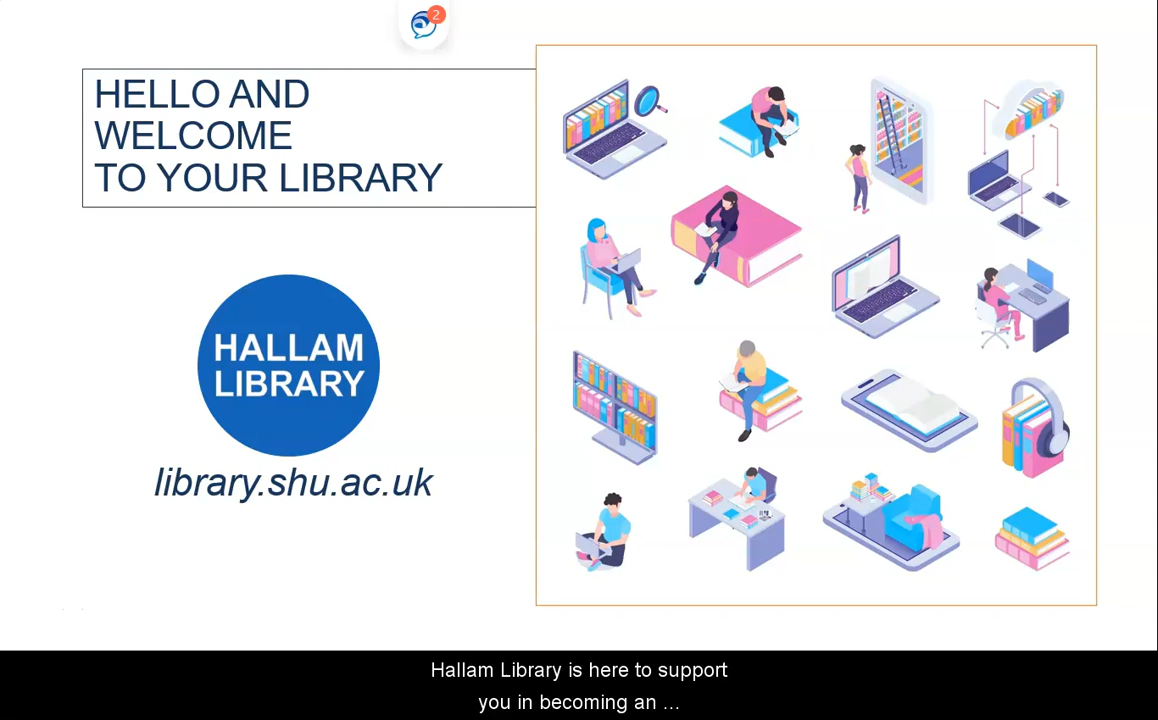 2
HELLO AND
WELCOME
TO YOUR LIBRARY
HALLAM
LIBRARY
library.shu.ac.uk
Hallam Library is here to support
you in becoming an ...